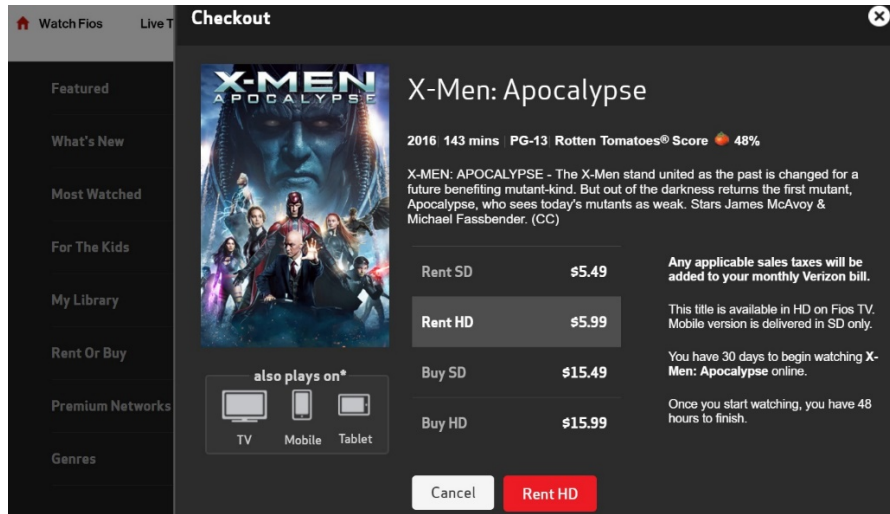 Watch Fios
Live T
Checkout
Featured
What's New
Most Watched
For The Kids
My Library
Rent Or Buy
Premium Networks
Genres
X-MEN
APOCALYPSE
also plays on*
TV Mobile Tablet
X-Men: Apocalypse
2016 143 mins PG-13 Rotten Tomatoes® Score 48%
X-MEN: APOCALYPSE - The X-Men stand united as the past is changed for a
future benefiting mutant-kind. But out of the darkness returns the first mutant,
Apocalypse, who sees today's mutants as weak. Stars James McAvoy &
Michael Fassbender. (CC)
Rent SD $5.49
Rent HD $5.99
Buy SD $15.49
Buy HD $15.99
Any applicable sales taxes will be
added to your monthly Verizon bill.
This title is available in HD on Fios TV.
Mobile version is delivered in SD only.
You have 30 days to begin watching X-
Men: Apocalypse online.
Once you start watching, you have 48
hours to finish.
Cancel
Rent HD